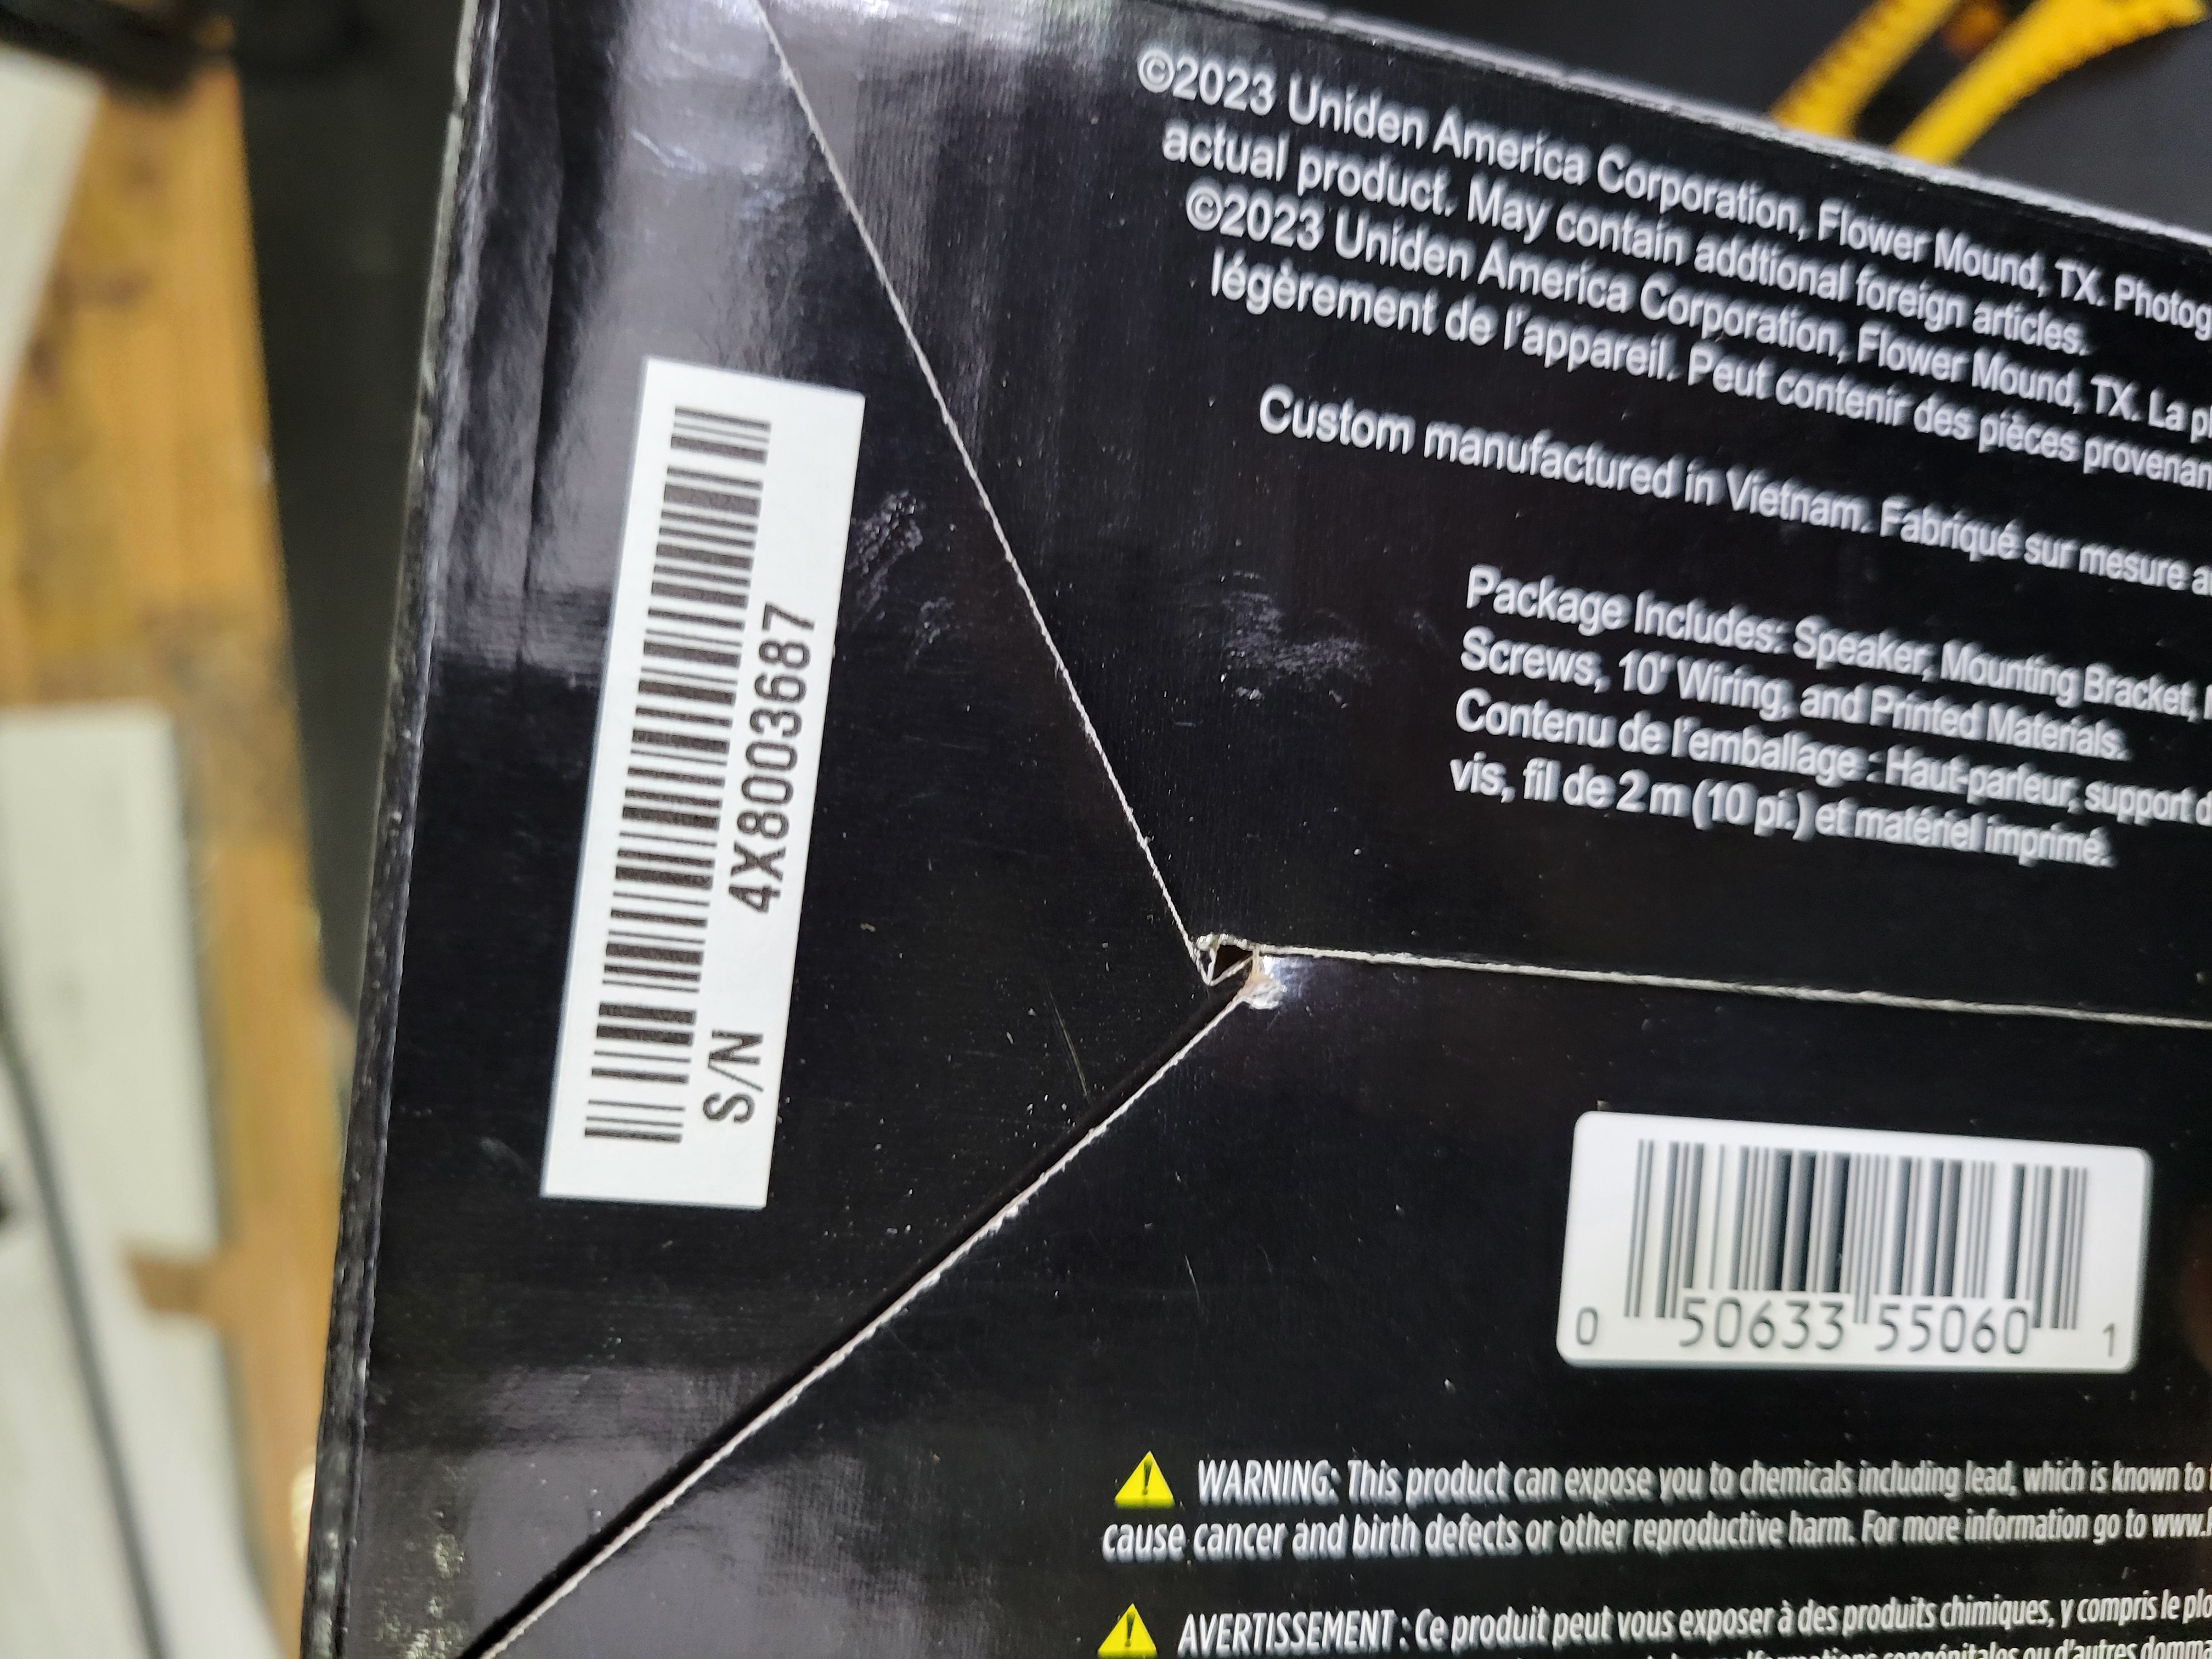 ©2023 Uniden America Corporation, Flower Mound, TX.
actual product. May contain addtional foreign articles.
©2023 Uniden America Corporation, Flower Mound, TX. La
légèrement de l'appareil. Peut contenir des pièces
Custom manufactured in Vietnam. Fabriqué sur mesure
Package Includes: Speaker, Mounting Bracket,
Screws, 10' Wiring, and Printed Materials.
Contenu de l'emballage : Haut-parleur, support
vis, fil de 2 m (10 pi.) et matériel imprimé.
S/N 4X8003687
0 50633 55060 1
WARNING: This product can expose you to chemicals including lead, which is known to
cause cancer and birth defects or other reproductive harm. For more information go to
AVERTISSEMENT : Ce produit peut vous exposer à des produits chimiques, y compris le